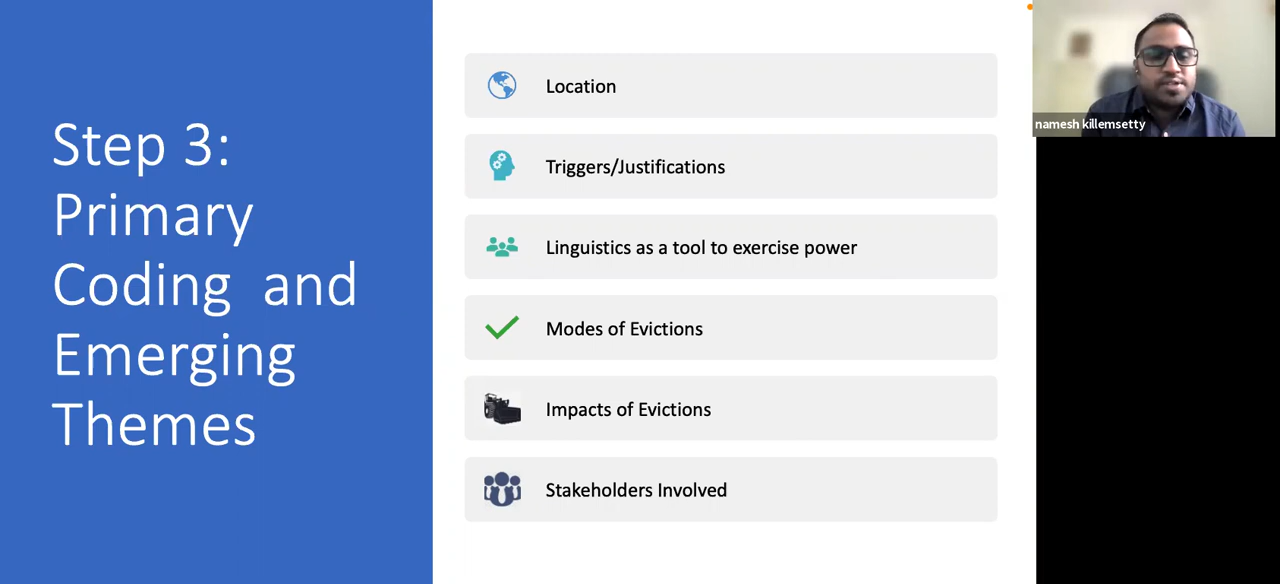 Step 3:
Primary
Coding and
Emerging
Themes
Location
Triggers/Justifications
Linguistics as a tool to exercise power
Modes of Evictions
Impacts of Evictions
Stakeholders Involved
namesh killemsetty